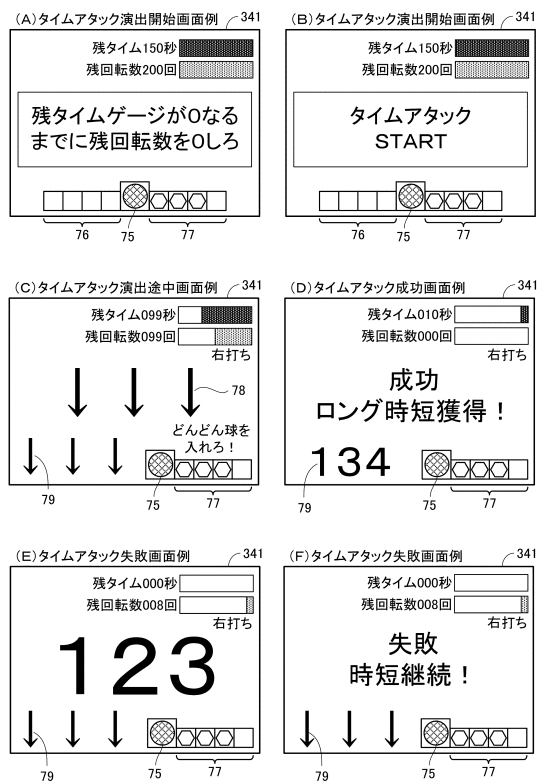 (A)タイムアタック演出開始画面例
341
残タイム150秒
残回転数200回
残タイムゲージが0なる
までに残回転数を0しろ
76
75
77
(B)タイムアタック演出開始画面例
341
残タイム150秒
残回転数200回
タイムアタック
START
76
75
77
(C)タイムアタック演出途中画面例
341
残タイム099秒
残回転数099回
右打ち
78
どんどん球を
入れろ!
79
75
77
(D)タイムアタック成功画面例
341
残タイム010秒
残回転数000回
右打ち
成功
ロング時短獲得!
134
79
75
77
(E)タイムアタック失敗画面例
341
残タイム000秒
残回転数008回
右打ち
123
79
75
77
(F)タイムアタック失敗画面例
341
残タイム000秒
残回転数008回
右打ち
失敗
時短継続!
79
75
77